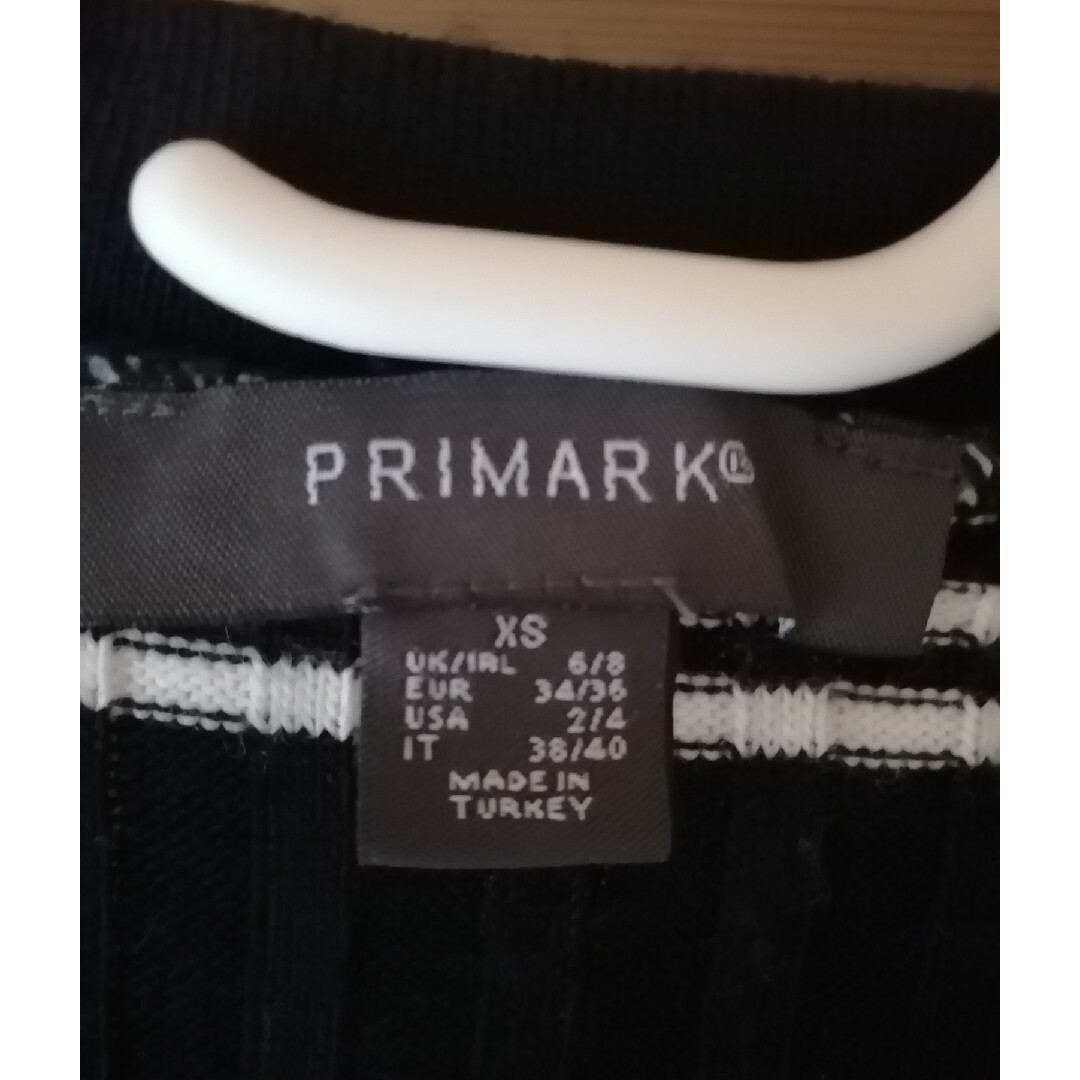 PRIMARK®
XS
UK/IRL 6/8
EUR 34/36
USA 2/4
IT 38/40
MADE IN
TURKEY